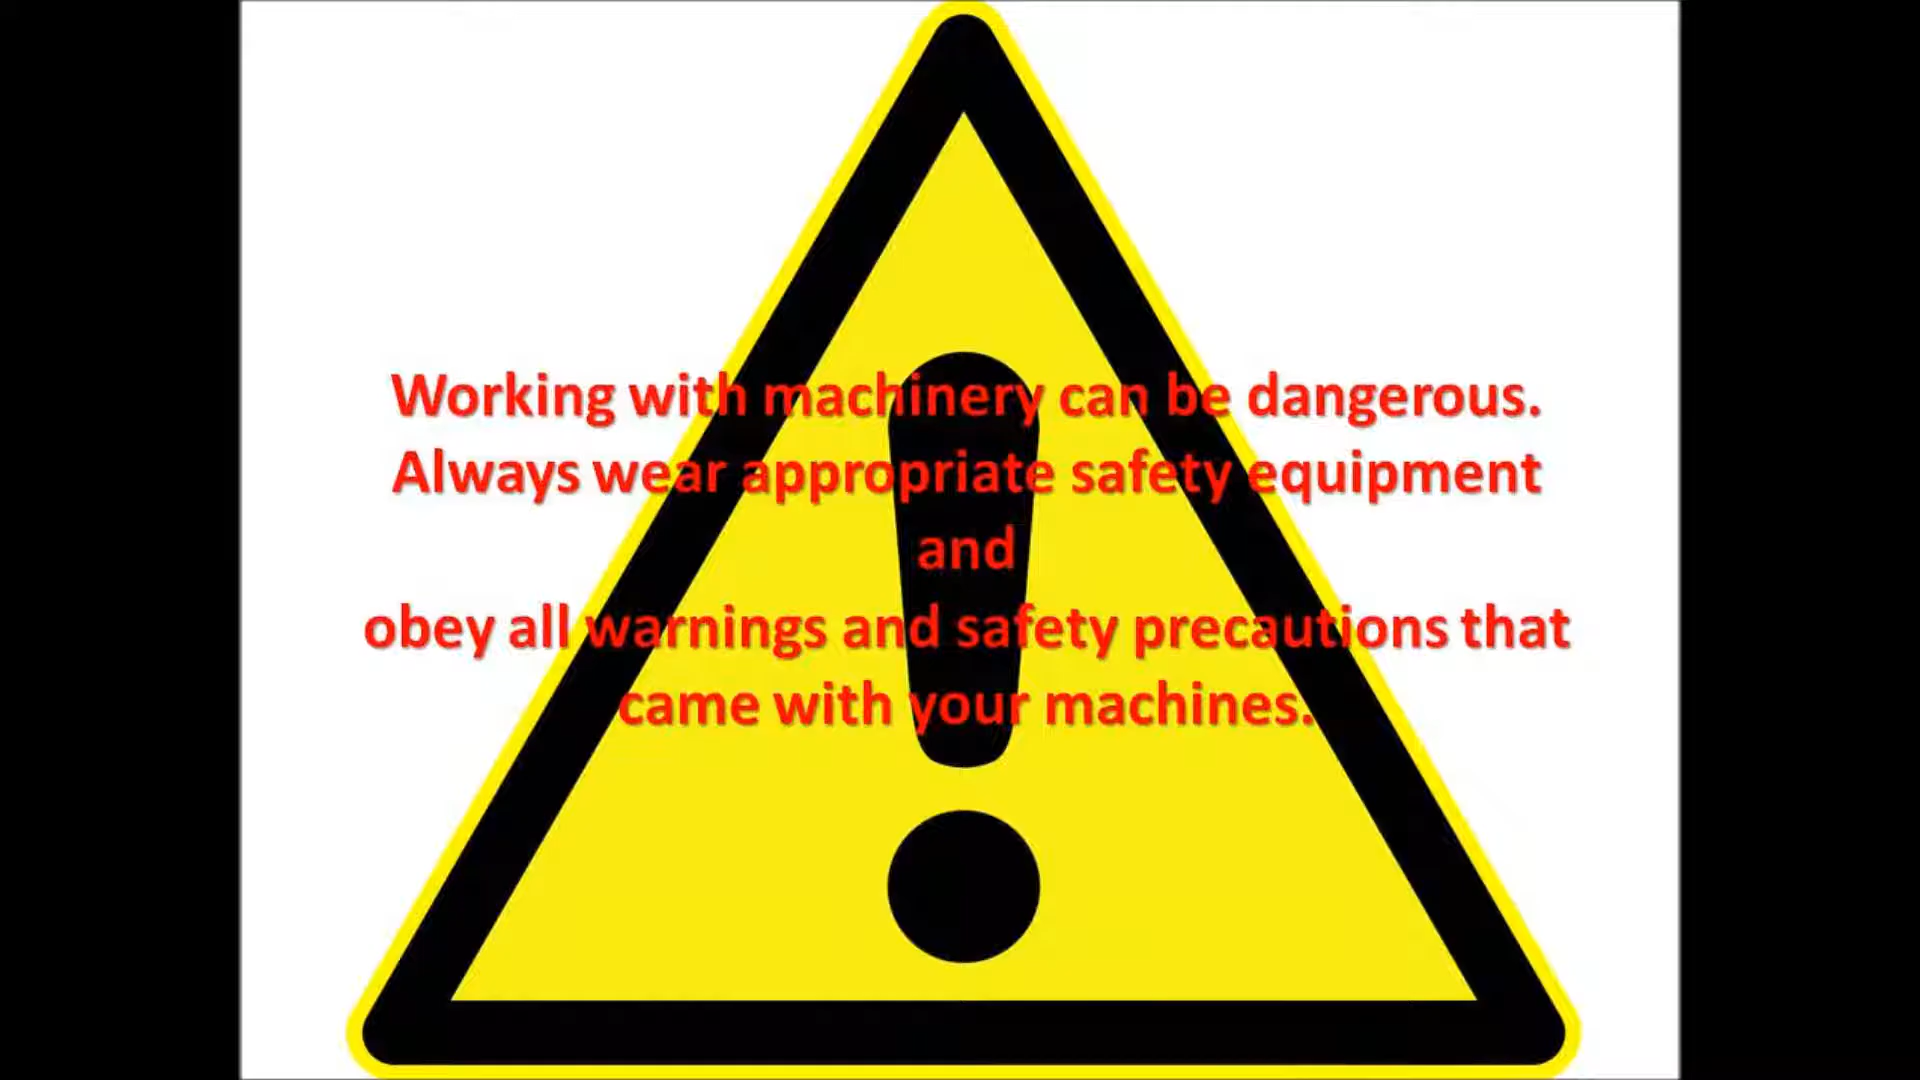 Working with machinery can be dangerous.
Always wear appropriate safety equipment
and
obey all warnings and safety precautions that
came with your machines.